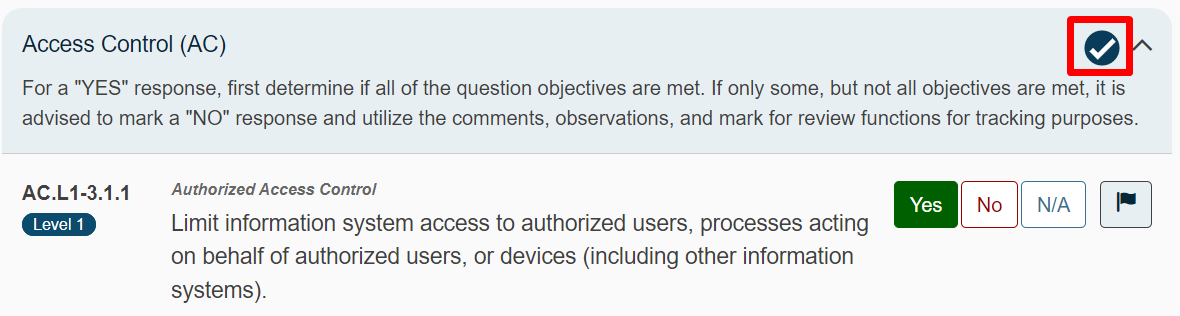 Access Control (AC)
For a "YES" response, first determine if all of the question objectives are met. If only some, but not all objectives are met, it is
advised to mark a "NO" response and utilize the comments, observations, and mark for review functions for tracking purposes.
AC.L1-3.1.1
Level 1
Authorized Access Control
Limit information system access to authorized users, processes acting
on behalf of authorized users, or devices (including other information
systems).
Yes No N/A